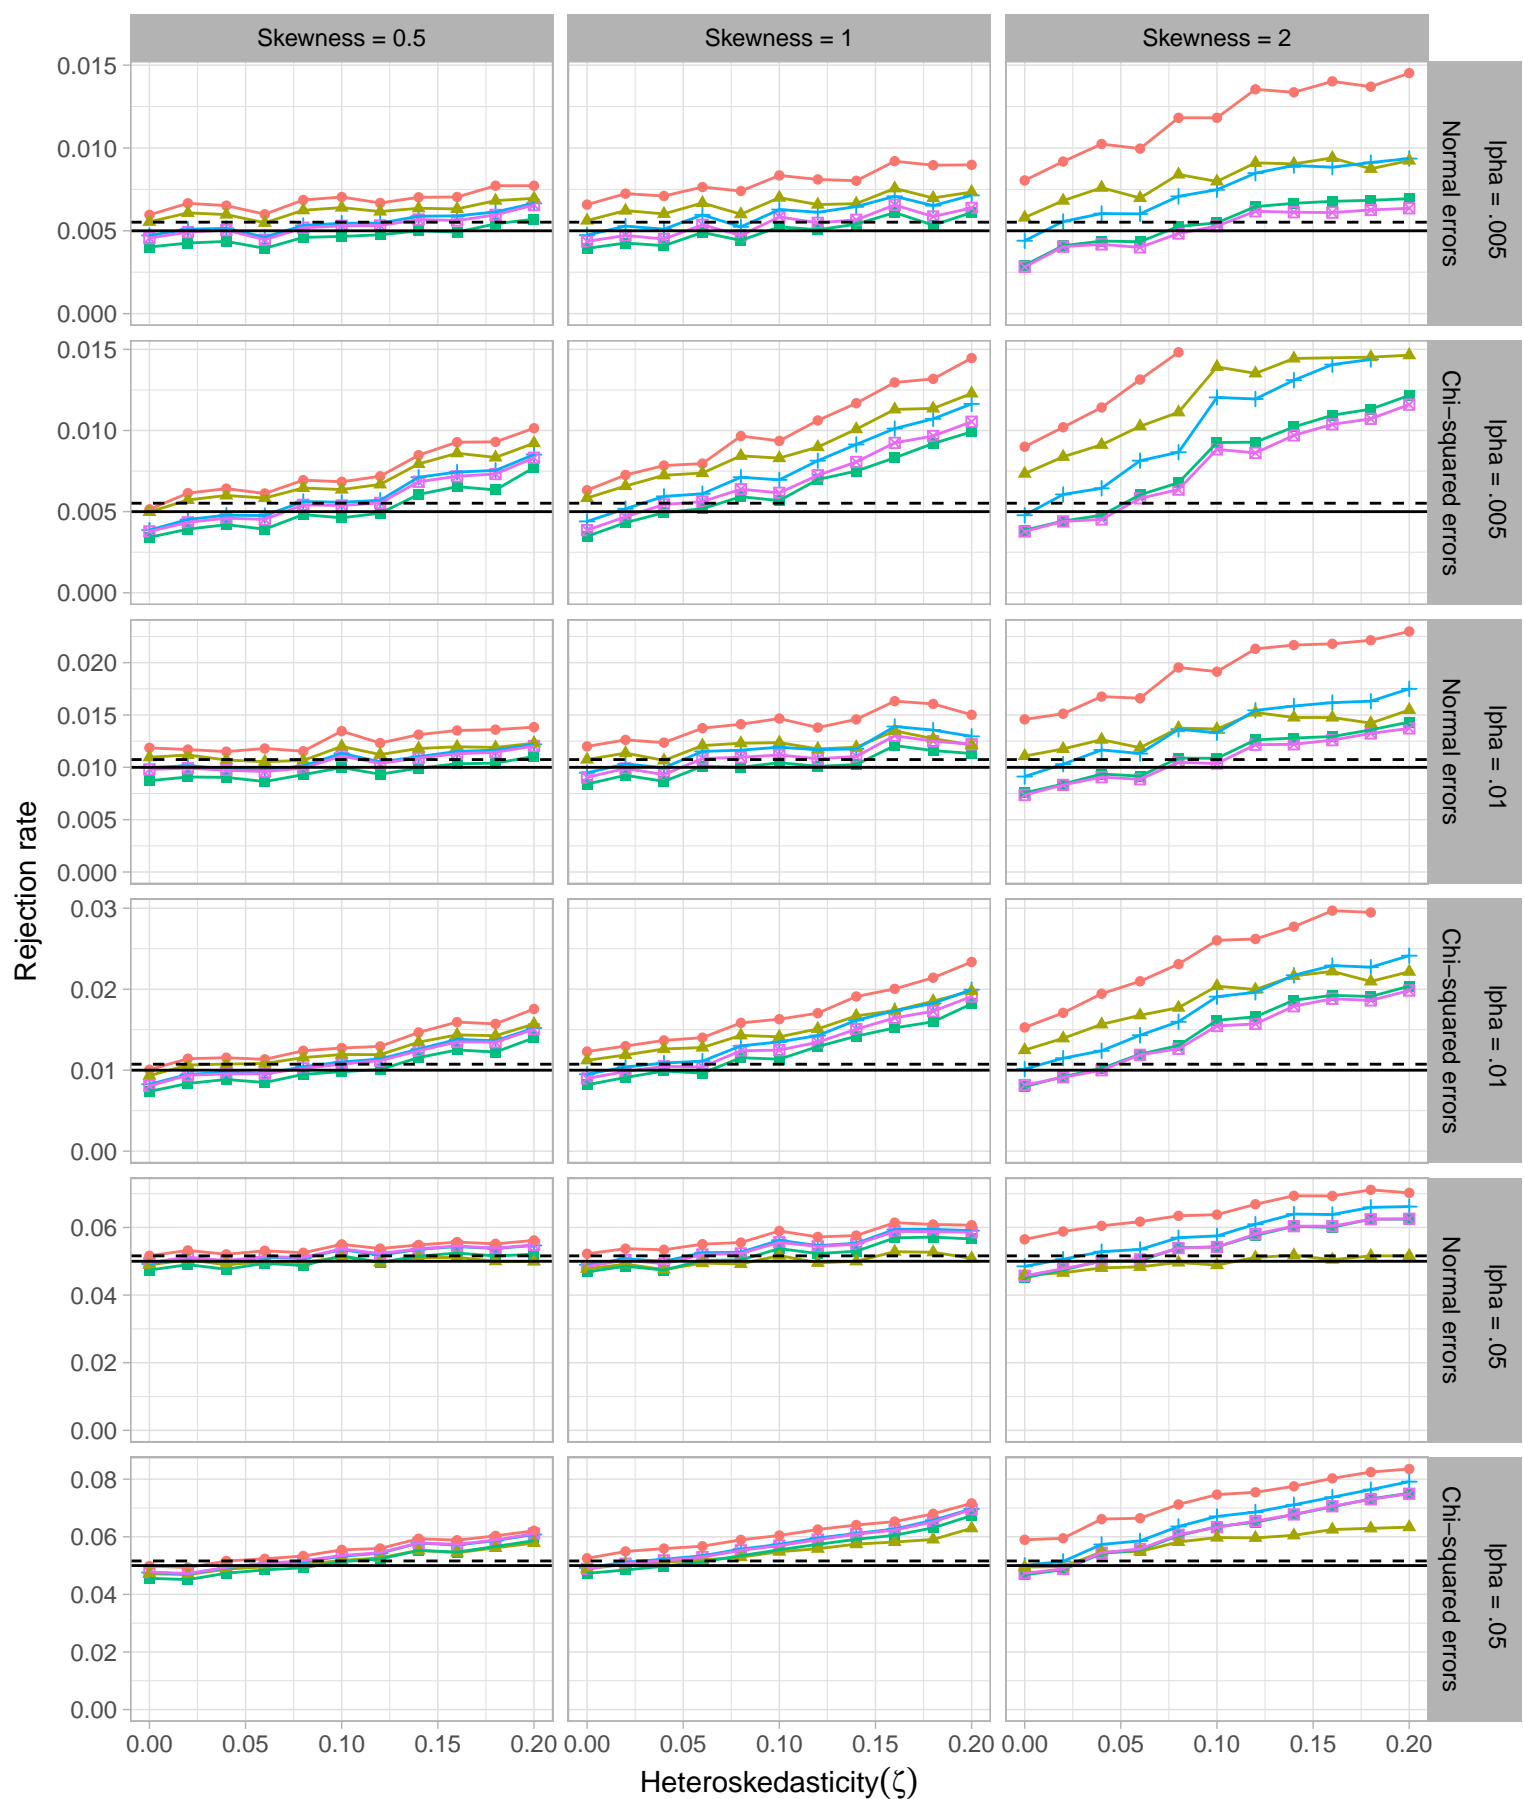 Skewness = 0.5
Skewness = 1
Skewness = 2
Rejection rate
0.015
0.010
0.005
0.000
lpha = .005
Normal errors
0.015
0.010
0.005
0.000
lpha = .005
Chi−squared errors
0.020
0.015
0.010
0.005
0.000
lpha = .01
Normal errors
0.03
0.02
0.01
0.00
lpha = .01
Chi−squared errors
0.06
0.04
0.02
0.00
lpha = .05
Normal errors
0.08
0.06
0.04
0.02
0.00
lpha = .05
Chi−squared errors
0.00 0.05 0.10 0.15 0.20
0.00 0.05 0.10 0.15 0.20
0.00 0.05 0.10 0.15 0.20
Heteroskedasticity(ζ)